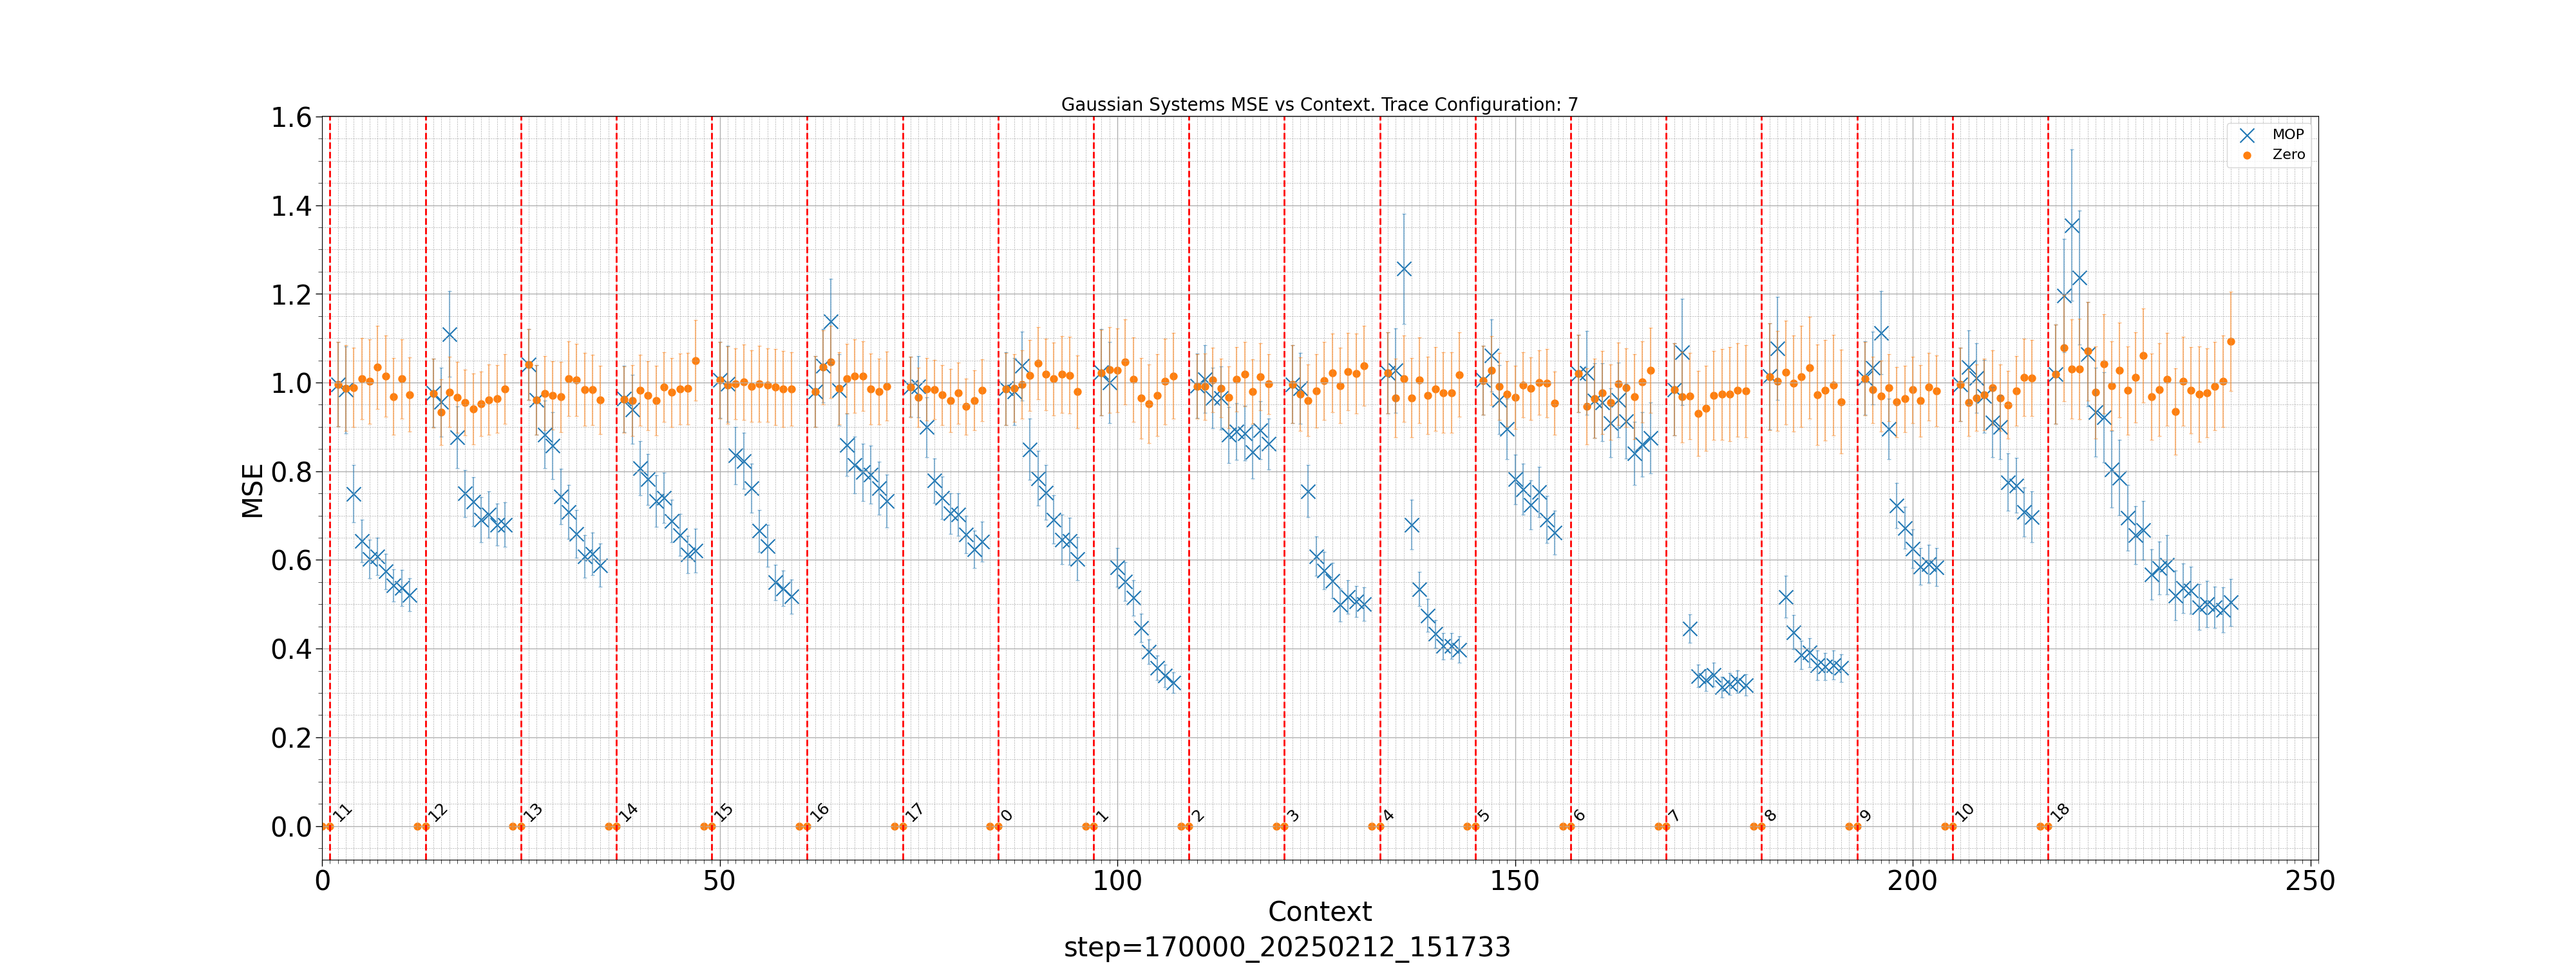 Gaussian Systems MSE vs Context. Trace Configuration: 7
MOP
Zero
MSE
1.6
1.4
1.2
1.0
0.8
0.6
0.4
0.2
0.0
11 12 13 14 15 16 17 0 1 2 3 4 5 6 7 8 9 10 18
0 50 100 150 200 250
Context
step=170000_20250212_151733